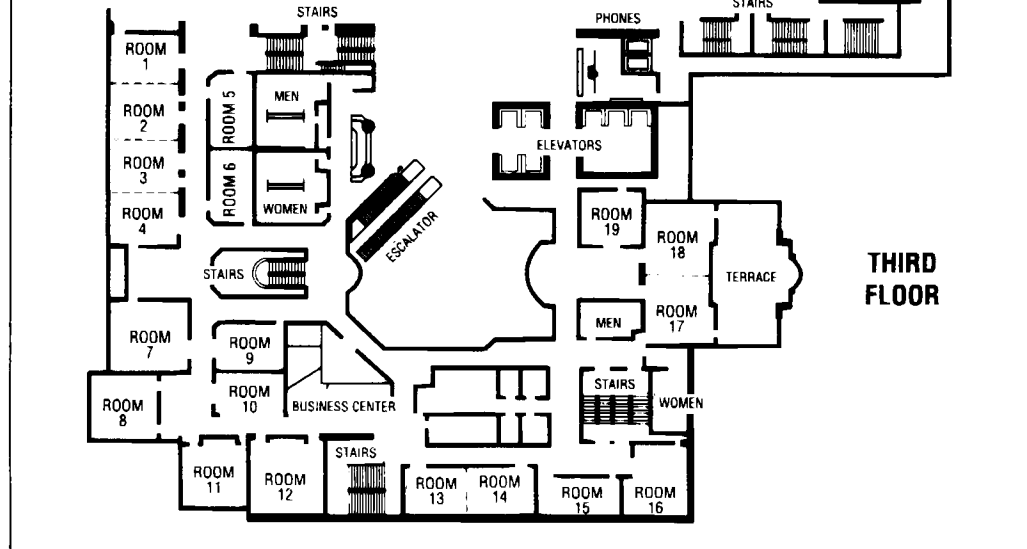 STAIRS
PHONES
STAIRS
ROOM
1
ROOM
2
ROOM
3
ROOM
4
ROOM 5
MEN
ROOM 6
WOMEN
ELEVATORS
ESCALATOR
STAIRS
ROOM
19
ROOM
18
TERRACE
ROOM
17
MEN
THIRD
FLOOR
ROOM
7
ROOM
8
ROOM
9
ROOM
10
BUSINESS CENTER
STAIRS
WOMEN
ROOM
11
ROOM
12
STAIRS
ROOM
13
ROOM
14
ROOM
15
ROOM
16